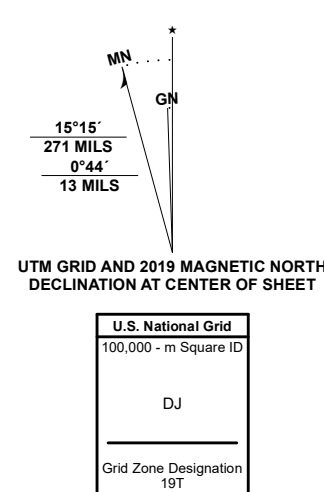 ★
MN
GN
15°15´
271 MILS
0°44´
13 MILS
UTM GRID AND 2019 MAGNETIC NORTH
DECLINATION AT CENTER OF SHEET
U.S. National Grid
100,000 - m Square ID
DJ
Grid Zone Designation
19T